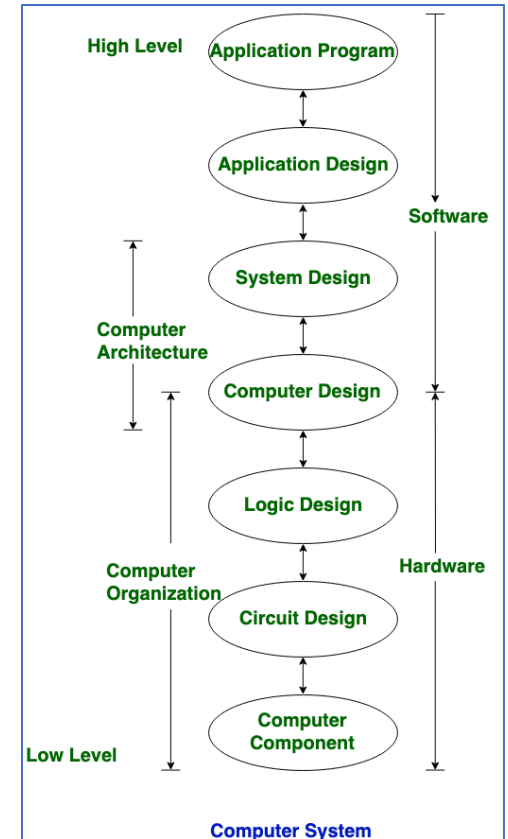 High Level
Application Program
Application Design
Software
System Design
Computer
Architecture
Computer Design
Logic Design
Hardware
Computer
Organization
Circuit Design
Computer
Component
Low Level
Computer System